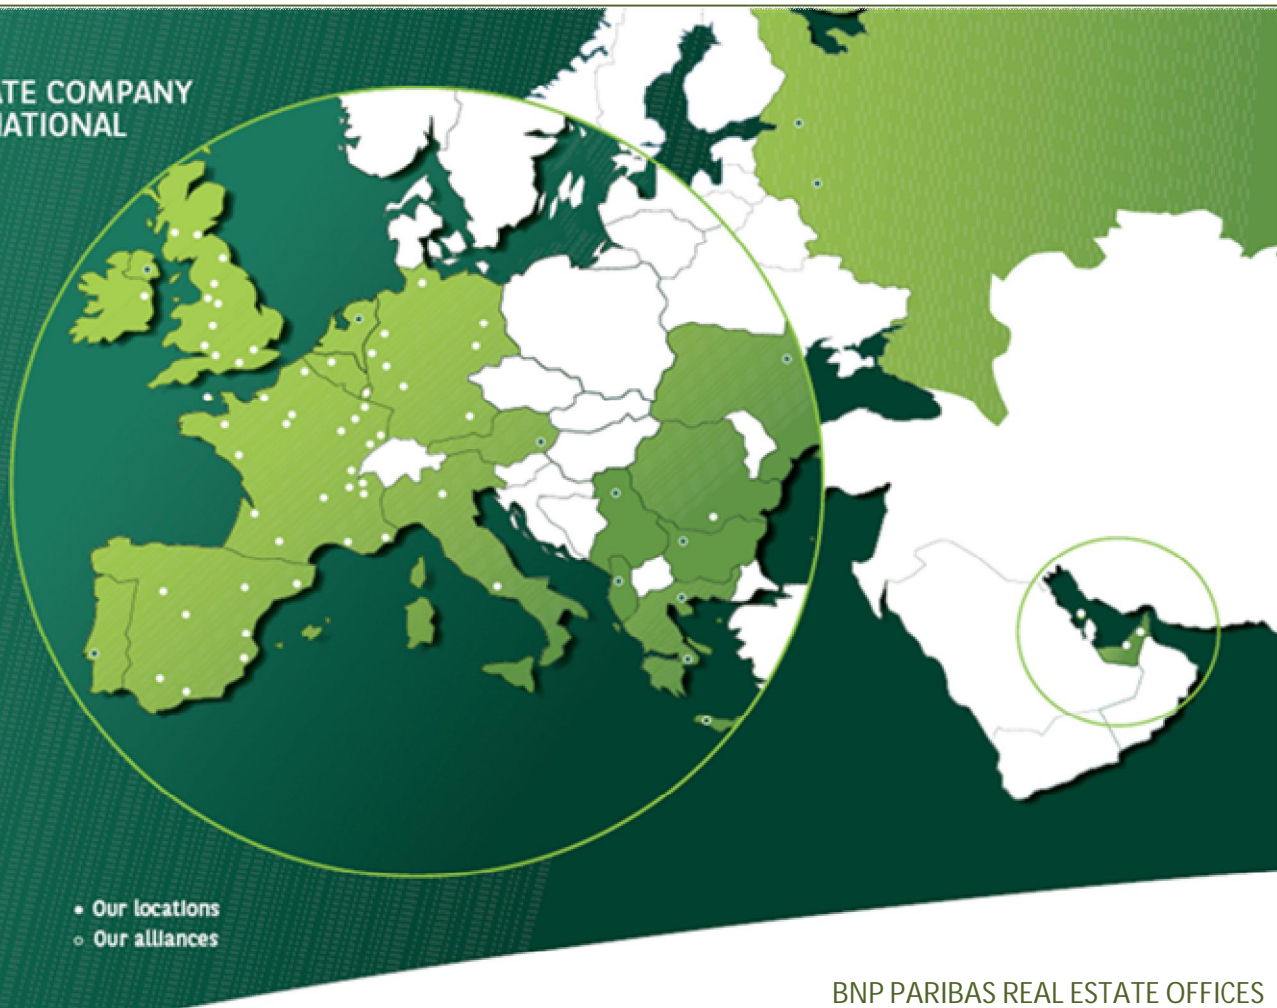 ATE COMPANY
NATIONAL
Our locations
Our alliances
BNP PARIBAS REAL ESTATE OFFICES